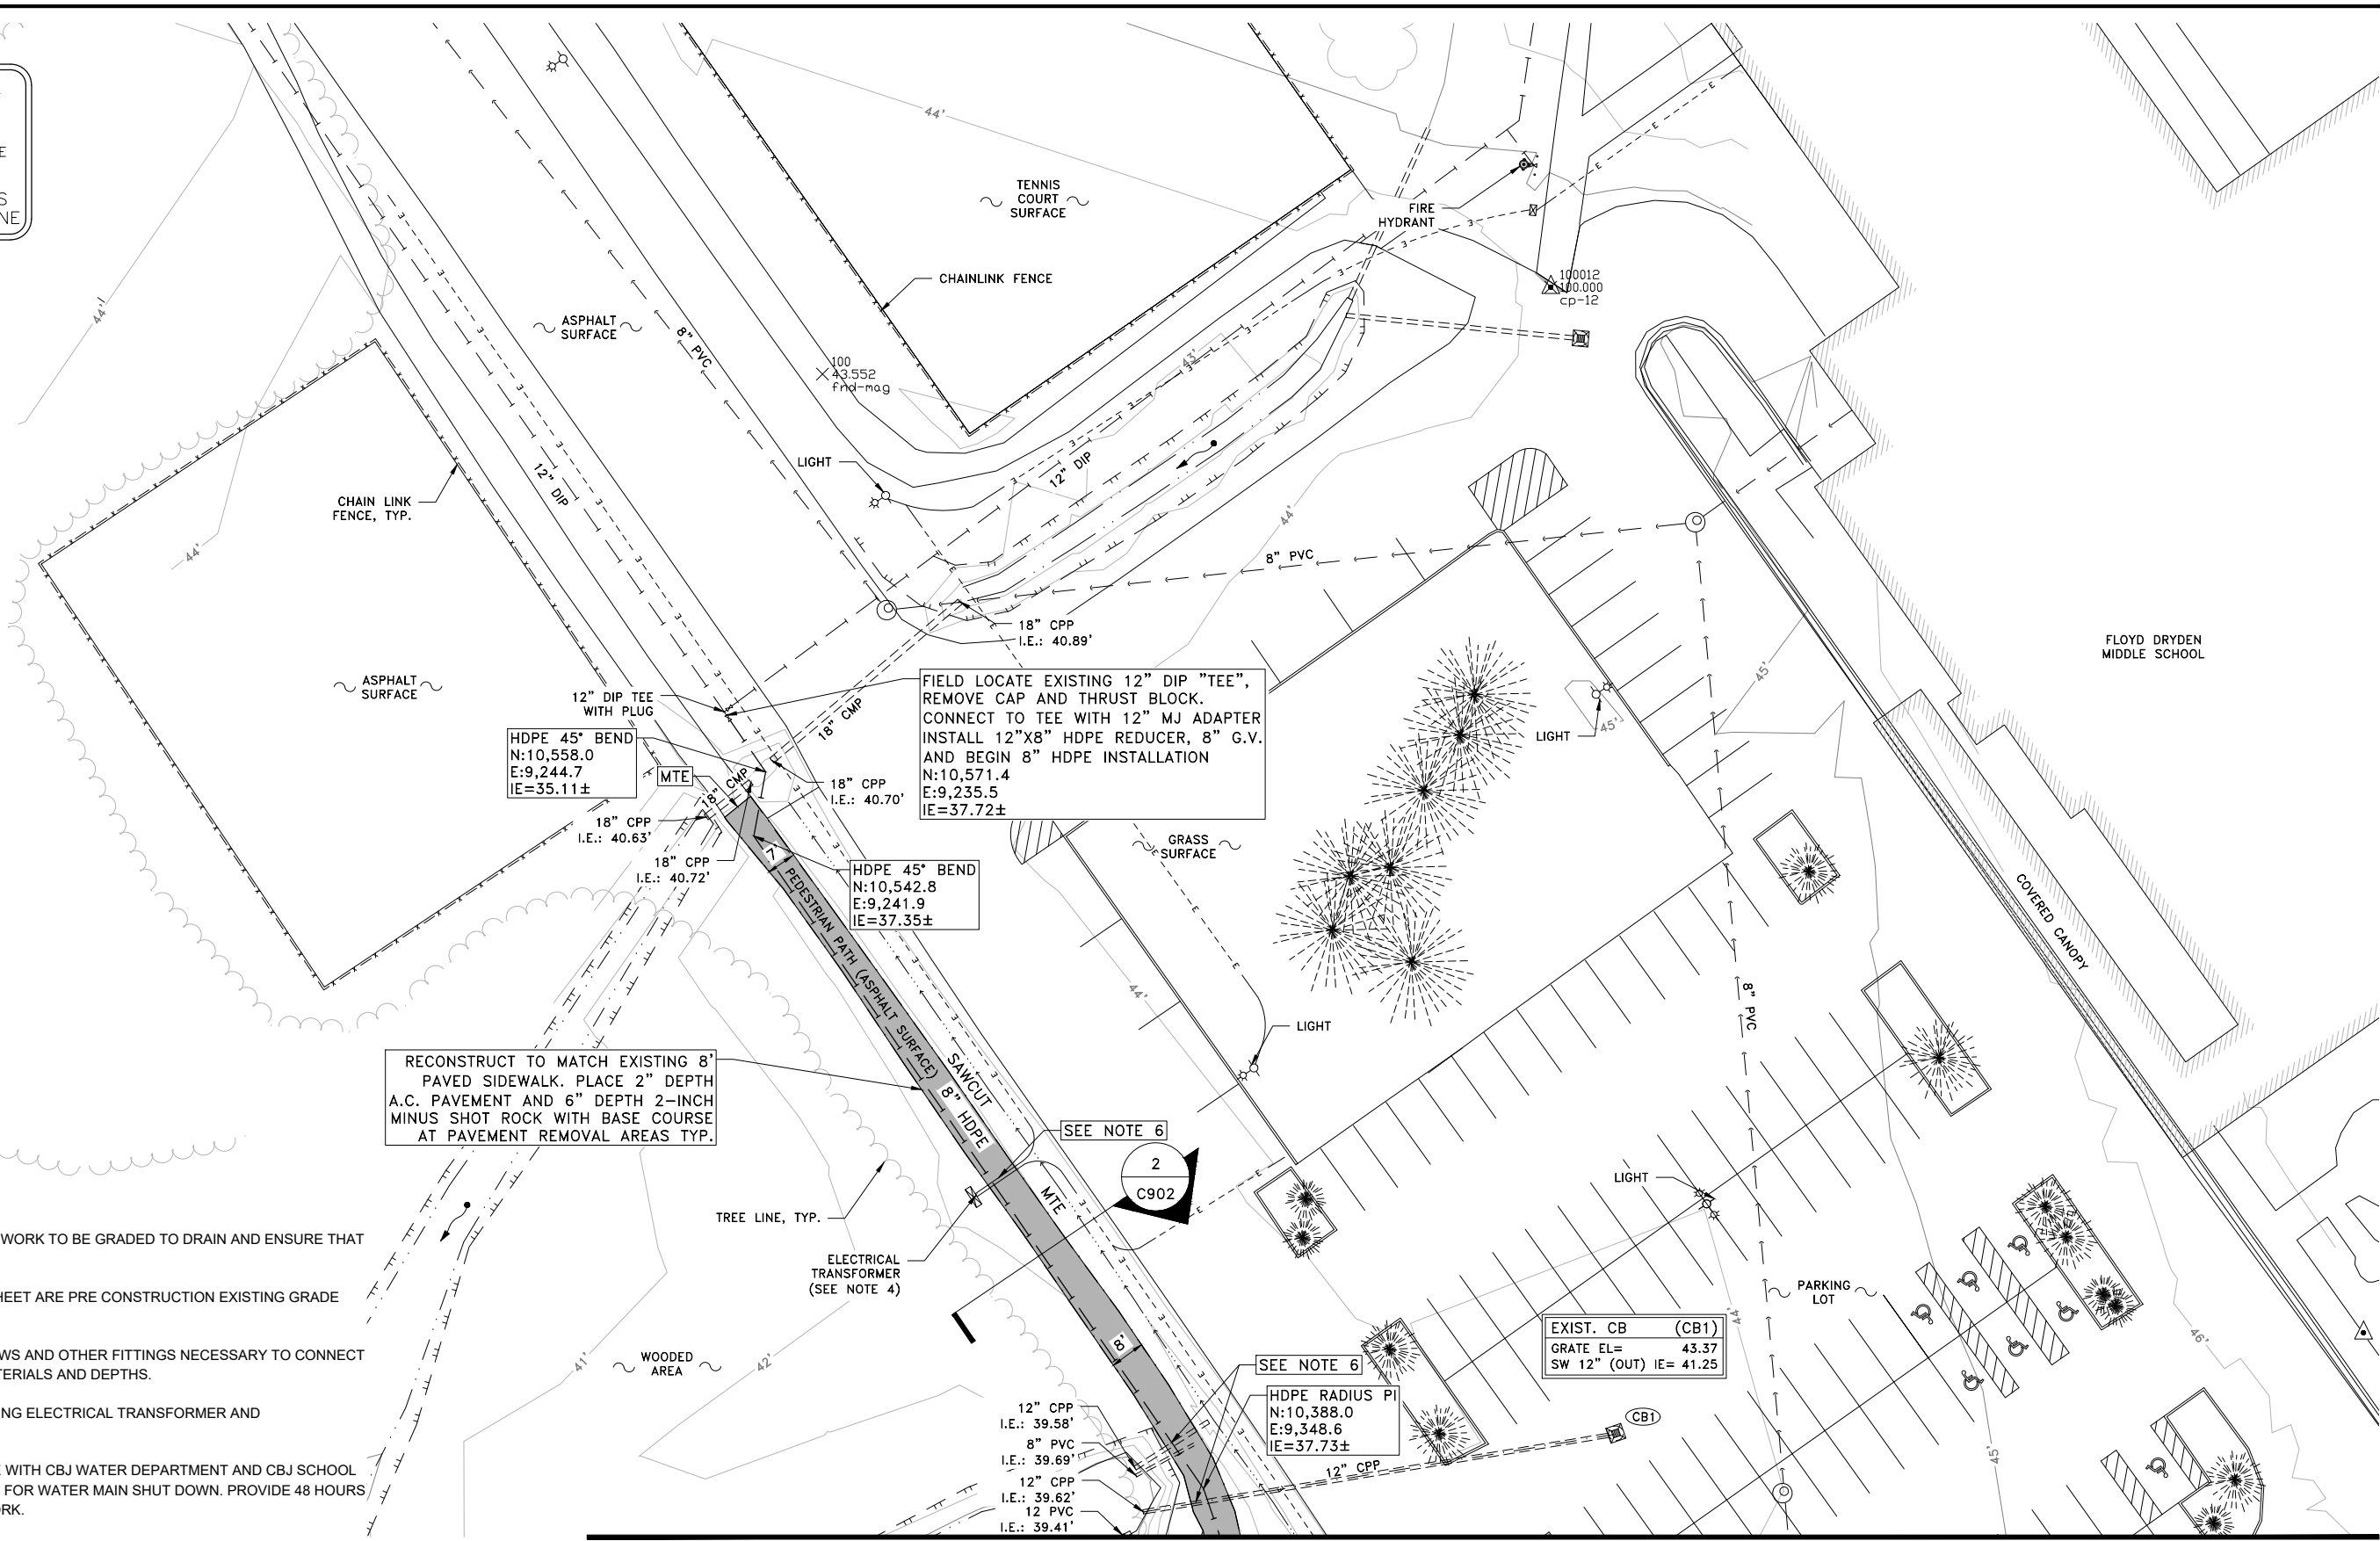 E
S
NE
44'
44'
TENNIS
COURT
SURFACE
FIRE
HYDRANT
CHAINLINK FENCE
100012
100.000
cp-12
ASPHALT
SURFACE
8" PVC
43'
100
43.552
fnd-mag
LIGHT
12" DIP
12" DIP
CHAIN LINK
FENCE, TYP.
44'
44'
8" PVC
18" CPP
I.E.: 40.89'
FLOYD DRYDEN
MIDDLE SCHOOL
ASPHALT
SURFACE
12" DIP TEE
WITH PLUG
18" CMP
FIELD LOCATE EXISTING 12" DIP "TEE",
REMOVE CAP AND THRUST BLOCK.
CONNECT TO TEE WITH 12" MJ ADAPTER
INSTALL 12"X8" HDPE REDUCER, 8" G.V.
AND BEGIN 8" HDPE INSTALLATION
N:10,571.4
E:9,235.5
IE=37.72±
45'
45'
LIGHT
HDPE 45° BEND
N:10,558.0
E:9,244.7
IE=35.11±
MTE
18" CMP
18" CPP
I.E.: 40.70'
18" CPP
I.E.: 40.63'
18" CPP
I.E.: 40.72'
7
HDPE 45° BEND
N:10,542.8
E:9,241.9
IE=37.35±
GRASS
SURFACE
PEDESTRIAN PATH (ASPHALT SURFACE)
COVERED CANOPY
44'
8" PVC
LIGHT
RECONSTRUCT TO MATCH EXISTING 8'
PAVED SIDEWALK. PLACE 2" DEPTH
A.C. PAVEMENT AND 6" DEPTH 2-INCH
MINUS SHOT ROCK WITH BASE COURSE
AT PAVEMENT REMOVAL AREAS TYP.
SAWCUT
8" HDPE
SEE NOTE 6
2
C902
MTE
LIGHT
TREE LINE, TYP.
WORK TO BE GRADED TO DRAIN AND ENSURE THAT
ELECTRICAL
TRANSFORMER
(SEE NOTE 4)
PARKING
LOT
HEET ARE PRE CONSTRUCTION EXISTING GRADE
44'
46'
8'
EXIST. CB (CB1)
GRATE EL= 43.37
SW 12" (OUT) IE= 41.25
WS AND OTHER FITTINGS NECESSARY TO CONNECT
TERIALS AND DEPTHS.
41'
WOODED
AREA
42'
SEE NOTE 6
HDPE RADIUS PI
N:10,388.0
E:9,348.6
IE=37.73±
NG ELECTRICAL TRANSFORMER AND
12" CPP
I.E.: 39.58'
8" PVC
I.E.: 39.69'
12" CPP
I.E.: 39.62'
12 PVC
I.E.: 39.41'
CB1
12" CPP
45'
E WITH CBJ WATER DEPARTMENT AND CBJ SCHOOL
FOR WATER MAIN SHUT DOWN. PROVIDE 48 HOURS
ORK.